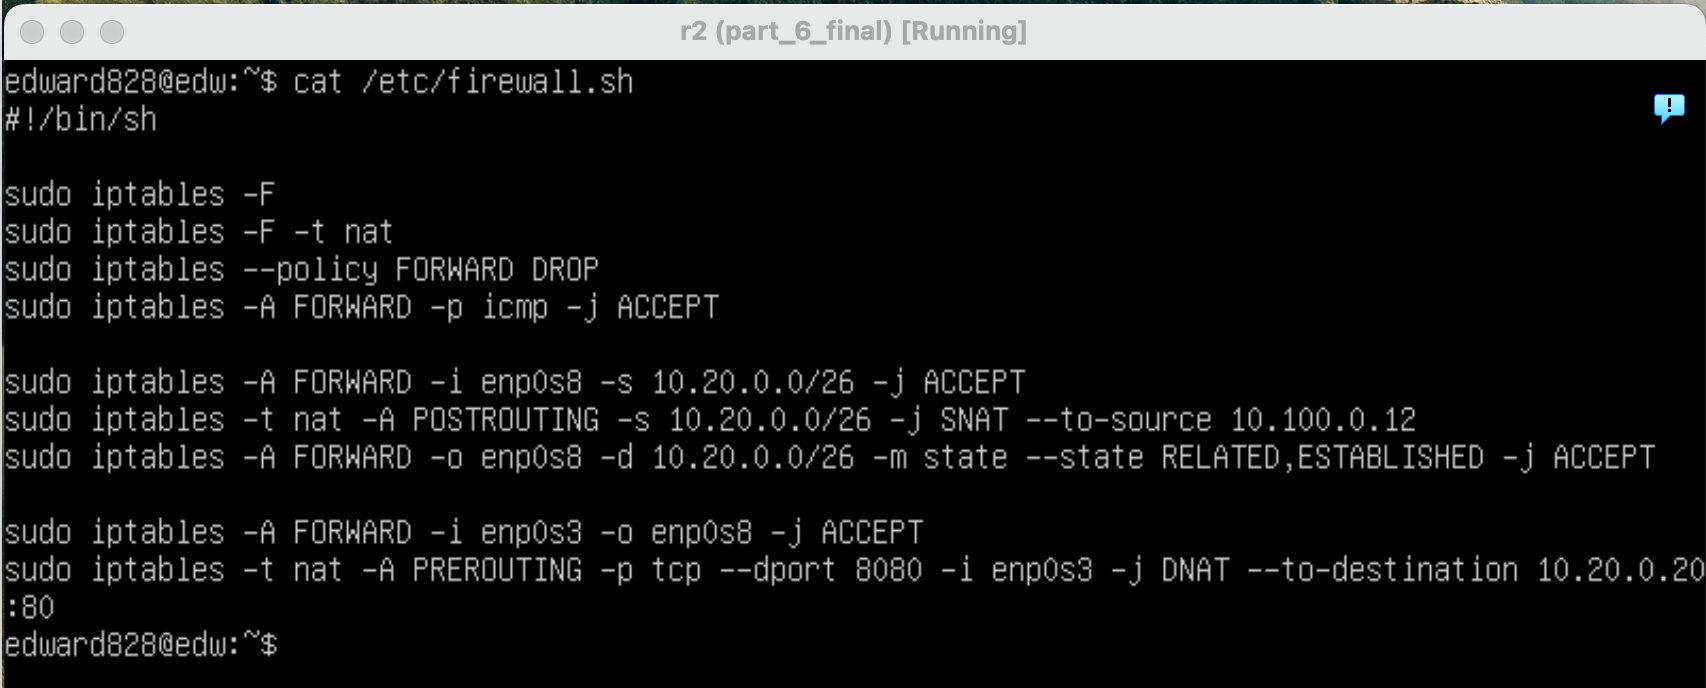 r2 (part_6_final) [Running]
edward828@edw:~$ cat /etc/firewall.sh
#!/bin/sh
sudo iptables -F
sudo iptables -F -t nat
sudo iptables --policy FORWARD DROP
sudo iptables -A FORWARD -p icmp -j ACCEPT
sudo iptables -A FORWARD -i enp0s8 -s 10.20.0.0/26 -j ACCEPT
sudo iptables -t nat -A POSTROUTING -s 10.20.0.0/26 -j SNAT --to-source 10.100.0.12
sudo iptables -A FORWARD -o enp0s8 -d 10.20.0.0/26 -m state --state RELATED,ESTABLISHED -j ACCEPT
sudo iptables -A FORWARD -i enp0s3 -o enp0s8 -j ACCEPT
sudo iptables -t nat -A PREROUTING -p tcp --dport 8080 -i enp0s3 -j DNAT --to-destination 10.20.0.20
:80
edward828@edw:~$